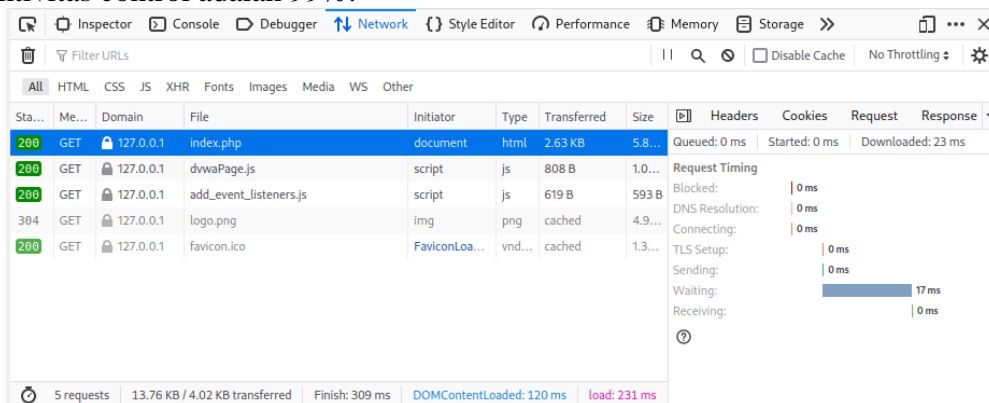 adalah 99%.
Inspector Console Debugger Network {} Style Editor Performance Memory Storage
Filter URLs Disable Cache No Throttling
All HTML CSS JS XHR Fonts Images Media WS Other
Sta... Me... Domain File Initiator Type Transferred Size Headers Cookies Request Response
200 GET 127.0.0.1 index.php document html 2.63 KB 5.8... Queued: 0 ms Started: 0 ms Downloaded: 23 ms
200 GET 127.0.0.1 dvwaPage.js script js 808 B 1.0... Request Timing
Blocked: 0 ms
200 GET 127.0.0.1 add_event_listeners.js script js 619 B 593 B
DNS Resolution: 0 ms
304 GET 127.0.0.1 logo.png img png cached 4.9... Connecting: 0 ms
200 GET 127.0.0.1 favicon.ico FaviconLoa... vnd... cached 1.3... TLS Setup: 0 ms
Sending: 0 ms
Waiting: 17 ms
Receiving: 0 ms
5 requests 13.76 KB / 4.02 KB transferred Finish: 309 ms DOMContentLoaded: 120 ms load: 231 ms